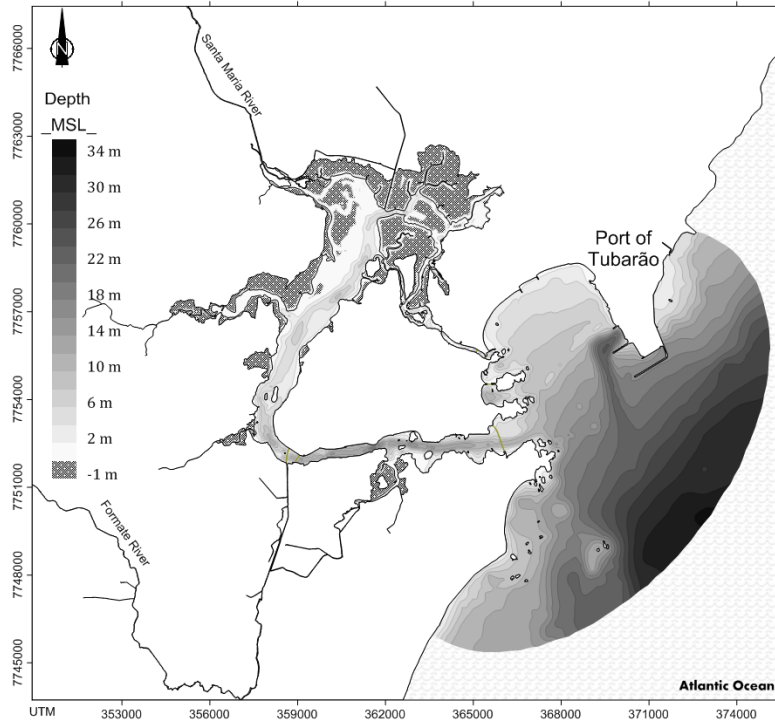 7766000
7763000
7760000
7757000
7754000
7751000
7748000
7745000
N
Santa Maria River
Depth
_MSL_
34 m
30 m
26 m
22 m
18 m
14 m
10 m
6 m
2 m
-1 m
Port of
Tubarão
Formate River
Atlantic Ocean
UTM
353000
356000
359000
362000
365000
368000
371000
374000